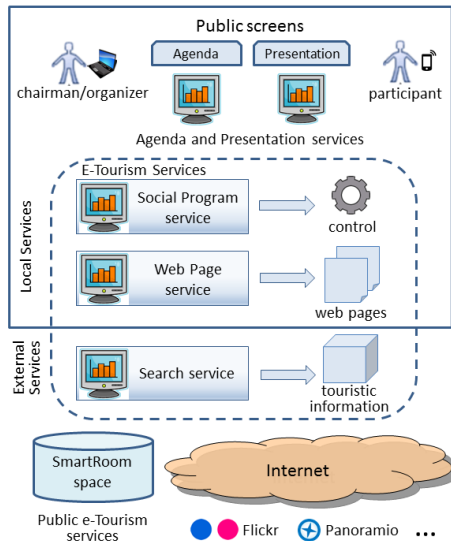 Public screens
Agenda
Presentation
chairman/organizer
participant
Agenda and Presentation services
E-Tourism Services
Local Services
Social Program
service
control
Web Page
service
web pages
External
Services
Search service
touristic
information
SmartRoom
space
Internet
Public e-Tourism
services
Flickr
Panoramio
...